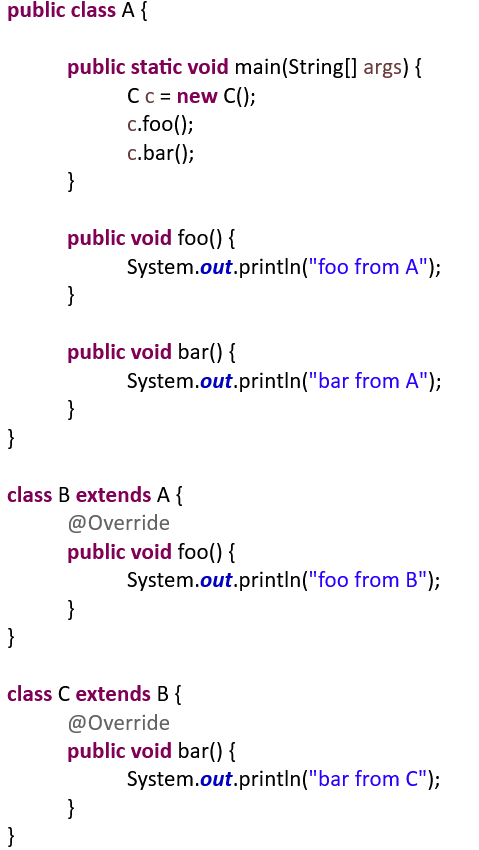 public class A {
public static void main(String[] args) {
C c = new C();
c.foo();
c.bar();
}
public void foo() {
System.out.println("foo from A");
}
public void bar() {
System.out.println("bar from A");
}
}
class B extends A {
@Override
public void foo() {
System.out.println("foo from B");
}
}
class C extends B {
@Override
public void bar() {
System.out.println("bar from C");
}
}